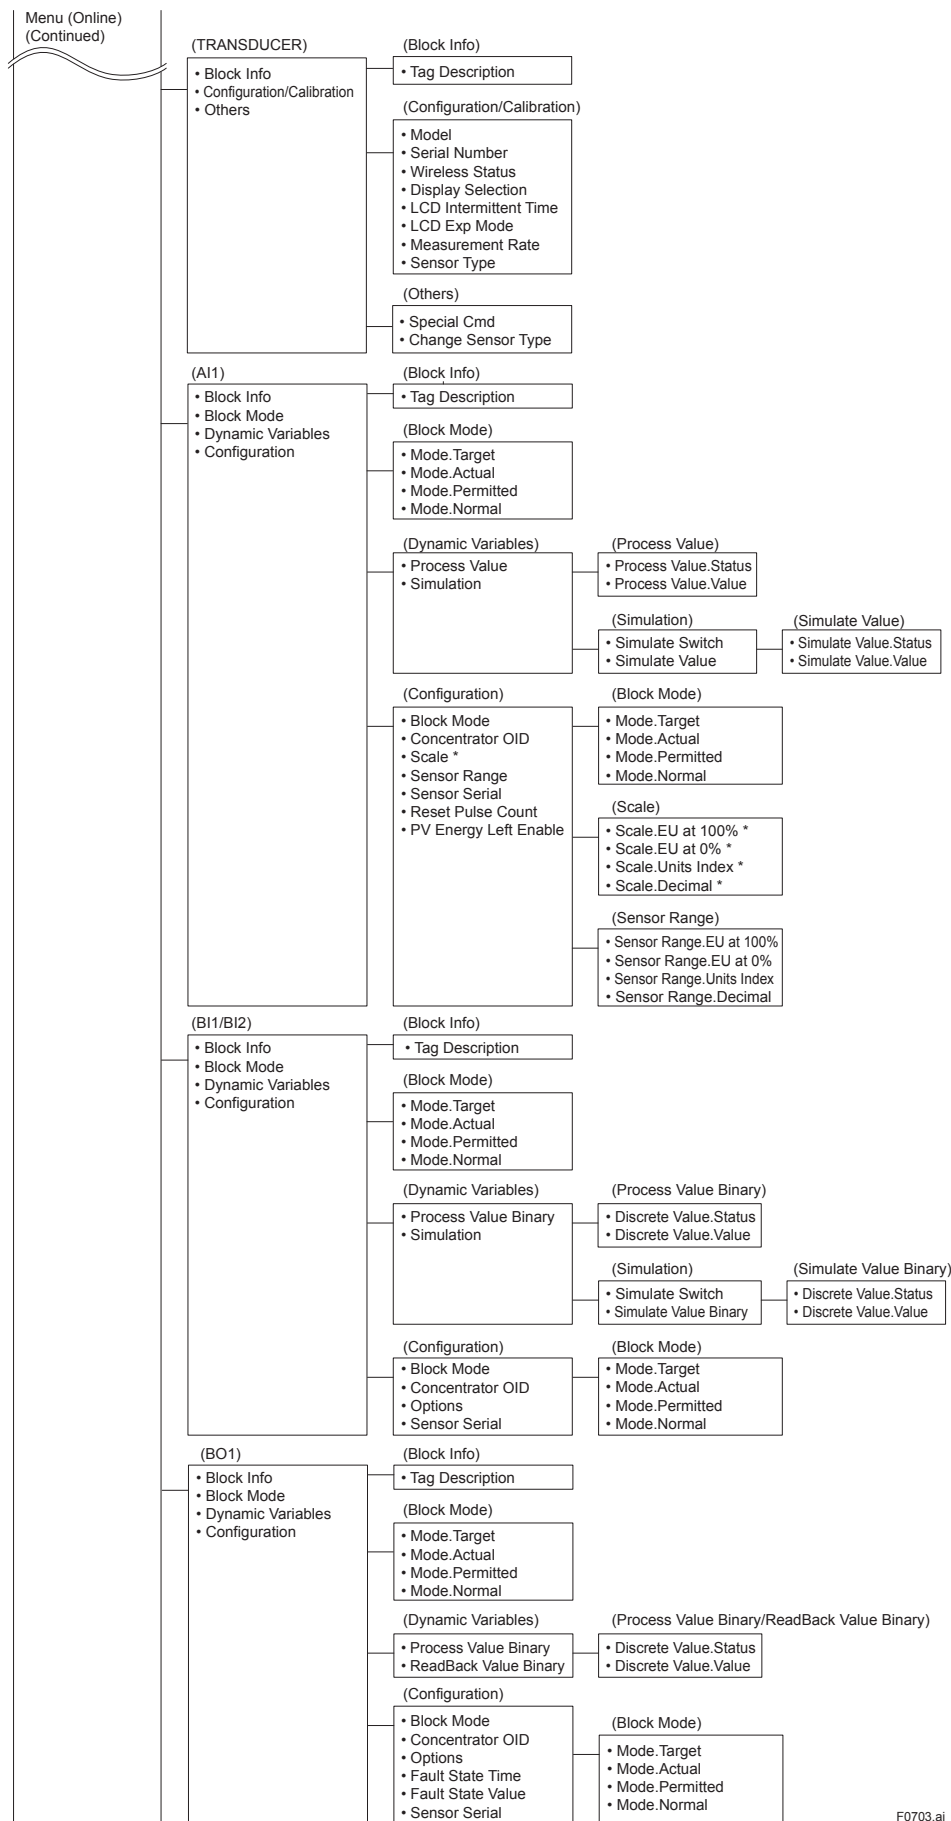 Menu (Online)
(Continued)
(TRANSDUCER)
• Block Info
• Configuration/Calibration
• Others
(Block Info)
• Tag Description
(Configuration/Calibration)
• Model
• Serial Number
• Wireless Status
• Display Selection
• LCD Intermittent Time
• LCD Exp Mode
• Measurement Rate
• Sensor Type
(Others)
• Special Cmd
• Change Sensor Type
(AI1)
• Block Info
• Block Mode
• Dynamic Variables
• Configuration
(Block Info)
• Tag Description
(Block Mode)
• Mode.Target
• Mode.Actual
• Mode.Permitted
• Mode.Normal
(Dynamic Variables)
• Process Value
• Simulation
(Process Value)
• Process Value.Status
• Process Value.Value
(Simulation)
• Simulate Switch
• Simulate Value
(Simulate Value)
• Simulate Value.Status
• Simulate Value.Value
(Configuration)
• Block Mode
• Concentrator OID
• Scale *
• Sensor Range
• Sensor Serial
• Reset Pulse Count
• PV Energy Left Enable
(Block Mode)
• Mode.Target
• Mode.Actual
• Mode.Permitted
• Mode.Normal
(Scale)
• Scale.EU at 100% *
• Scale.EU at 0% *
• Scale.Units Index *
• Scale.Decimal *
(Sensor Range)
• Sensor Range.EU at 100%
• Sensor Range.EU at 0%
• Sensor Range.Units Index
• Sensor Range.Decimal
(BI1/BI2)
• Block Info
• Block Mode
• Dynamic Variables
• Configuration
(Block Info)
• Tag Description
(Block Mode)
• Mode.Target
• Mode.Actual
• Mode.Permitted
• Mode.Normal
(Dynamic Variables)
• Process Value Binary
• Simulation
(Process Value Binary)
• Discrete Value.Status
• Discrete Value.Value
(Simulation)
• Simulate Switch
• Simulate Value Binary
(Simulate Value Binary)
• Discrete Value.Status
• Discrete Value.Value
(Configuration)
• Block Mode
• Concentrator OID
• Options
• Sensor Serial
(Block Mode)
• Mode.Target
• Mode.Actual
• Mode.Permitted
• Mode.Normal
(BO1)
• Block Info
• Block Mode
• Dynamic Variables
• Configuration
(Block Info)
• Tag Description
(Block Mode)
• Mode.Target
• Mode.Actual
• Mode.Permitted
• Mode.Normal
(Dynamic Variables)
• Process Value Binary
• ReadBack Value Binary
(Process Value Binary/ReadBack Value Binary)
• Discrete Value.Status
• Discrete Value.Value
(Configuration)
• Block Mode
• Concentrator OID
• Options
• Fault State Time
• Fault State Value
• Sensor Serial
(Block Mode)
• Mode.Target
• Mode.Actual
• Mode.Permitted
• Mode.Normal
F0703.ai